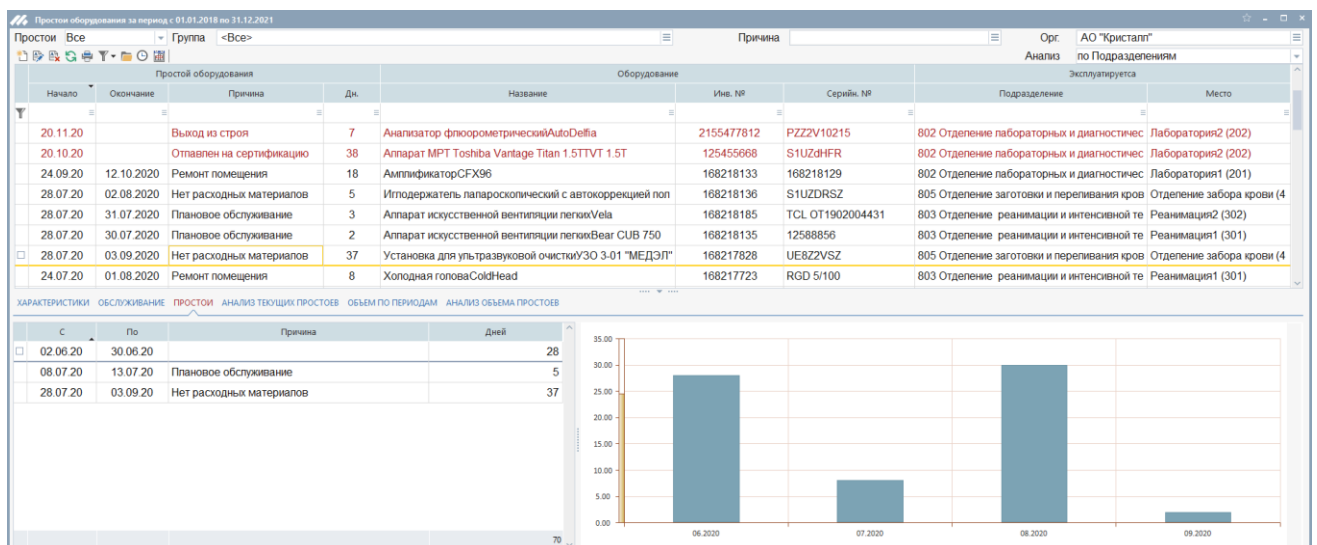 Простои оборудования за период с 01.01.2018 по 31.12.2021
Простои Все Группа <Все> Причина Орг. АО "Кристалл"
Анализ по Подразделениям
Простой оборудования Оборудование Эксплуатируется
Начало Окончание Причина Дн. Название Инв. № Серийн. № Подразделение Место
20.11.20 Выход из строя 7 Анализатор флюорометрическийAutoDelfia 2155477812 PZZ2V10215 802 Отделение лабораторных и диагностичес Лаборатория2 (202)
20.10.20 Отпавлен на сертификацию 38 Аппарат МРТ Toshiba Vantage Titan 1.5TTVT 1.5T 125455668 S1UZdHFR 802 Отделение лабораторных и диагностичес Лаборатория2 (202)
24.09.20 12.10.2020 Ремонт помещения 18 АмплификаторCFX96 168218133 168218129 802 Отделение лабораторных и диагностичес Лаборатория1 (201)
28.07.20 02.08.2020 Нет расходных материалов 5 Иглодержатель лапароскопический с автокоррекцией пол 168218136 S1UZDRSZ 805 Отделение заготовки и переливания кров Отделение забора крови (4
28.07.20 31.07.2020 Плановое обслуживание 3 Аппарат искусственной вентиляции легкихVela 168218185 TCL OT1902004431 803 Отделение реанимации и интенсивной те Реанимация2 (302)
28.07.20 30.07.2020 Плановое обслуживание 2 Аппарат искусственной вентиляции легкихBear CUB 750 168218135 12588856 803 Отделение реанимации и интенсивной те Реанимация1 (301)
28.07.20 03.09.2020 Нет расходных материалов 37 Установка для ультразвуковой очисткиУЗО 3-01 "МЕДЭЛ" 168217828 UE8Z2VSZ 805 Отделение заготовки и переливания кров Отделение забора крови (4
24.07.20 01.08.2020 Ремонт помещения 8 Холодная головаColdHead 168217723 RGD 5/100 803 Отделение реанимации и интенсивной те Реанимация1 (301)
ХАРАКТЕРИСТИКИ ОБСЛУЖИВАНИЕ ПРОСТОИ АНАЛИЗ ТЕКУЩИХ ПРОСТОЕВ ОБЪЕМ ПО ПЕРИОДАМ АНАЛИЗ ОБЪЕМА ПРОСТОЕВ
С По Причина Дней
02.06.20 30.06.20 28
08.07.20 13.07.20 Плановое обслуживание 5
28.07.20 03.09.20 Нет расходных материалов 37
70
35.00
30.00
25.00
20.00
15.00
10.00
5.00
0.00
06.2020 07.2020 08.2020 09.2020